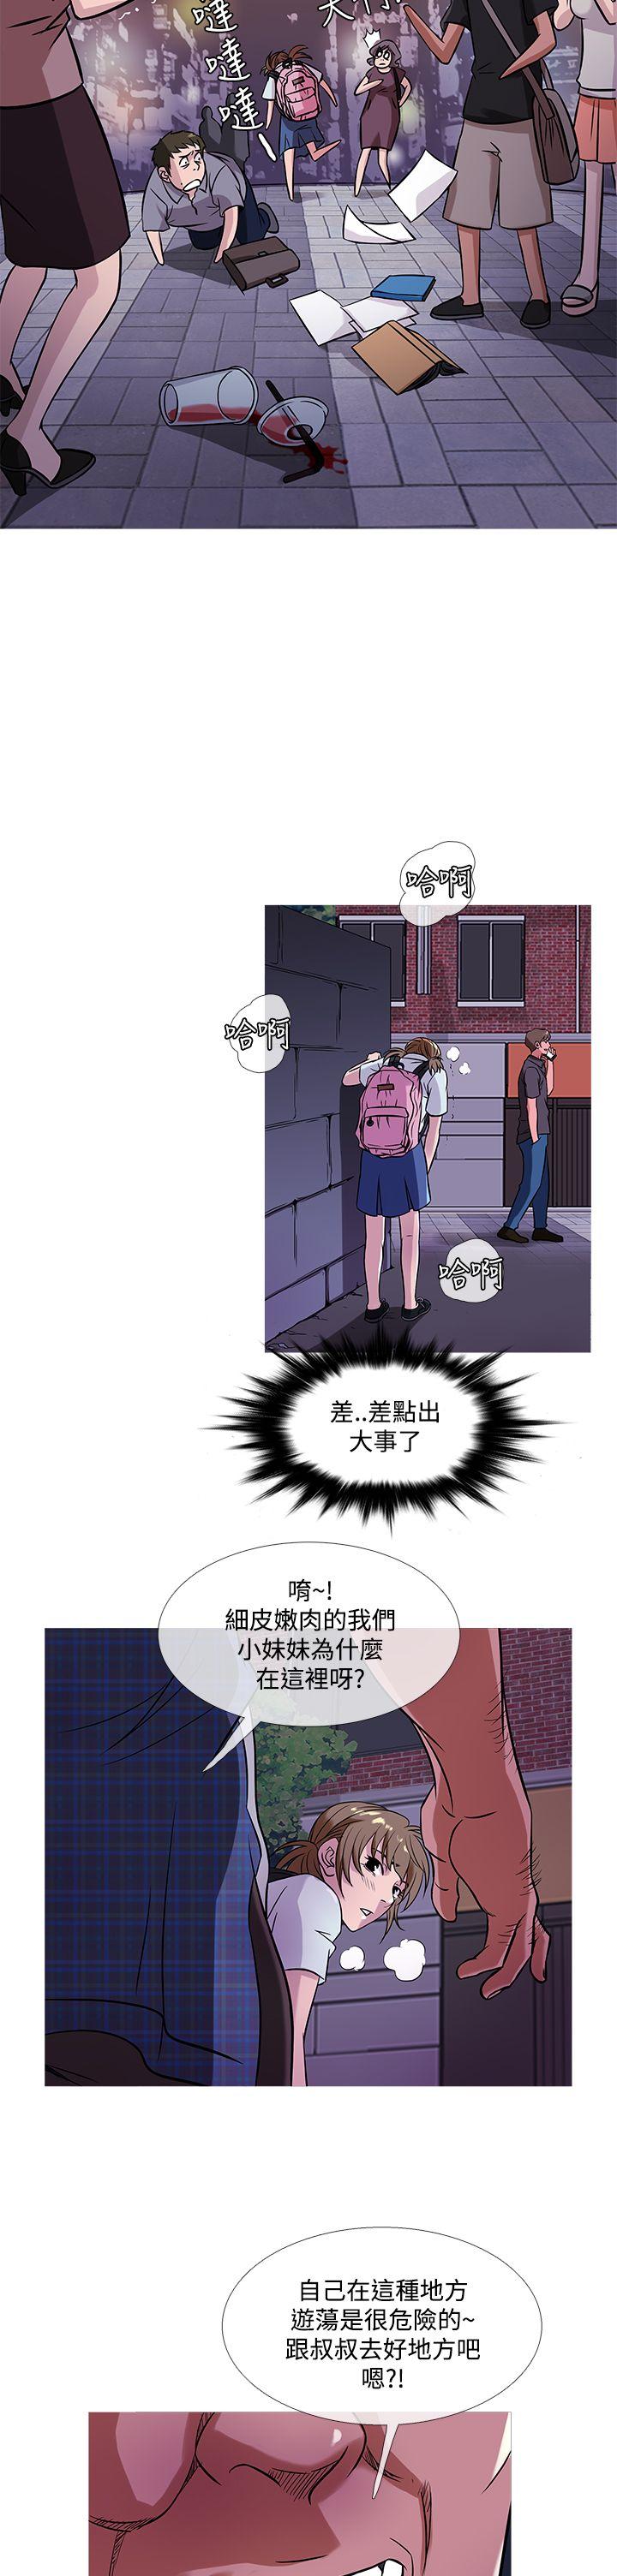 噠
噠
噠
哈啊
哈啊
哈啊
差..差點出
大事了
唷~!
細皮嫩肉的我們
小妹妹為什麼
在這裡呀?
自己在這種地方
遊蕩是很危險的~
跟叔叔去好地方吧
嗯?!